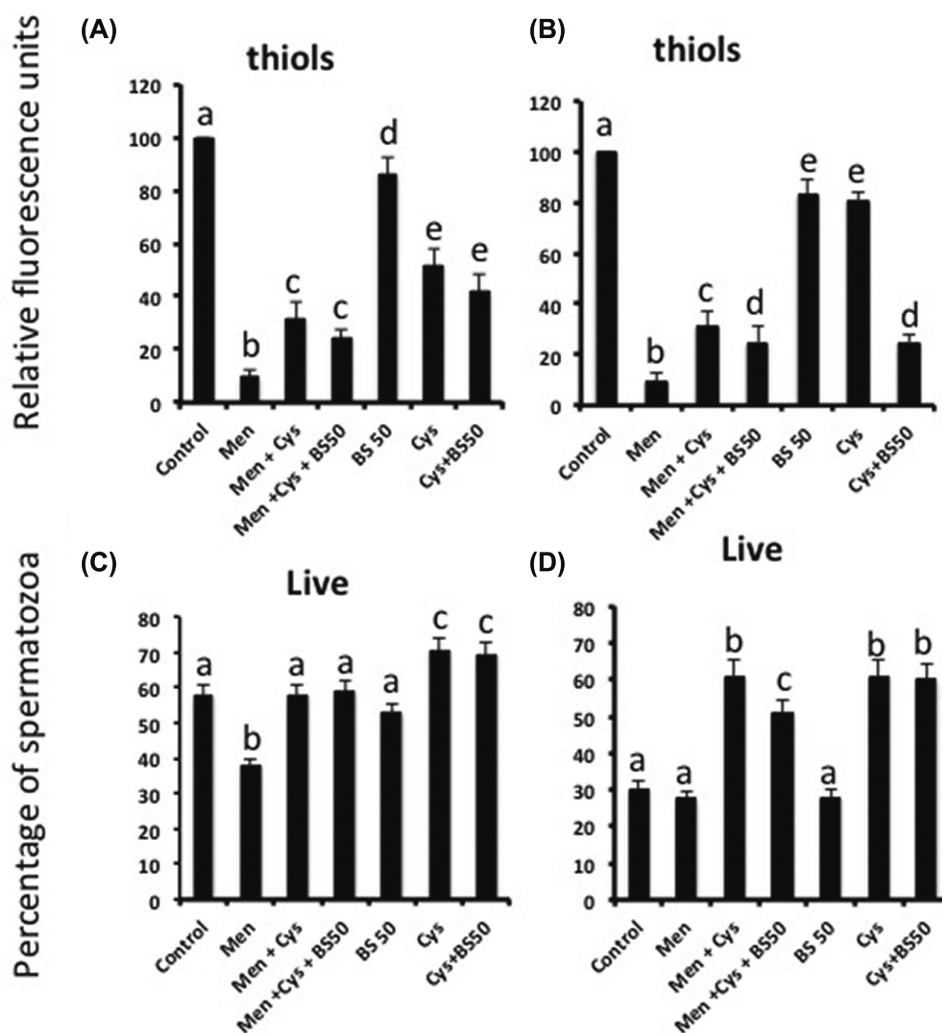 Relative fluorescence units
(A)
thiols
120
100
80
60
40
20
0
a
b
c
c
d
e
e
Control
Men
Men + Cys
Men +Cys + BS50
BS 50
Cys
Cys+BS50
(B)
thiols
120
100
80
60
40
20
0
a
b
c
d
e
e
d
Control
Men
Men + Cys
Men +Cys + BS50
BS 50
Cys
Cys+BS50
Percentage of spermatozoa
(C)
Live
80
70
60
50
40
30
20
10
0
a
b
a
a
a
c
c
Control
Men
Men + Cys
Men +Cys + BS50
BS 50
Cys
Cys+BS50
(D)
Live
80
70
60
50
40
30
20
10
0
a
a
b
c
a
b
b
Control
Men
Men + Cys
Men +Cys + BS50
BS 50
Cys
Cys+BS50